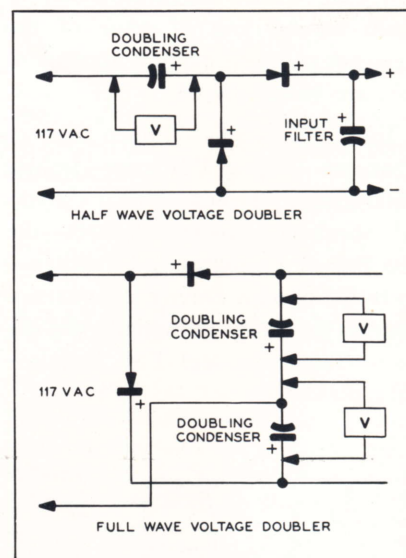 DOUBLING
CONDENSER
+
+
+
117 VAC
V
+
INPUT
FILTER
+
−
HALF WAVE VOLTAGE DOUBLER
+
DOUBLING
CONDENSER
V
+
117 VAC
+
DOUBLING
CONDENSER
V
+
FULL WAVE VOLTAGE DOUBLER